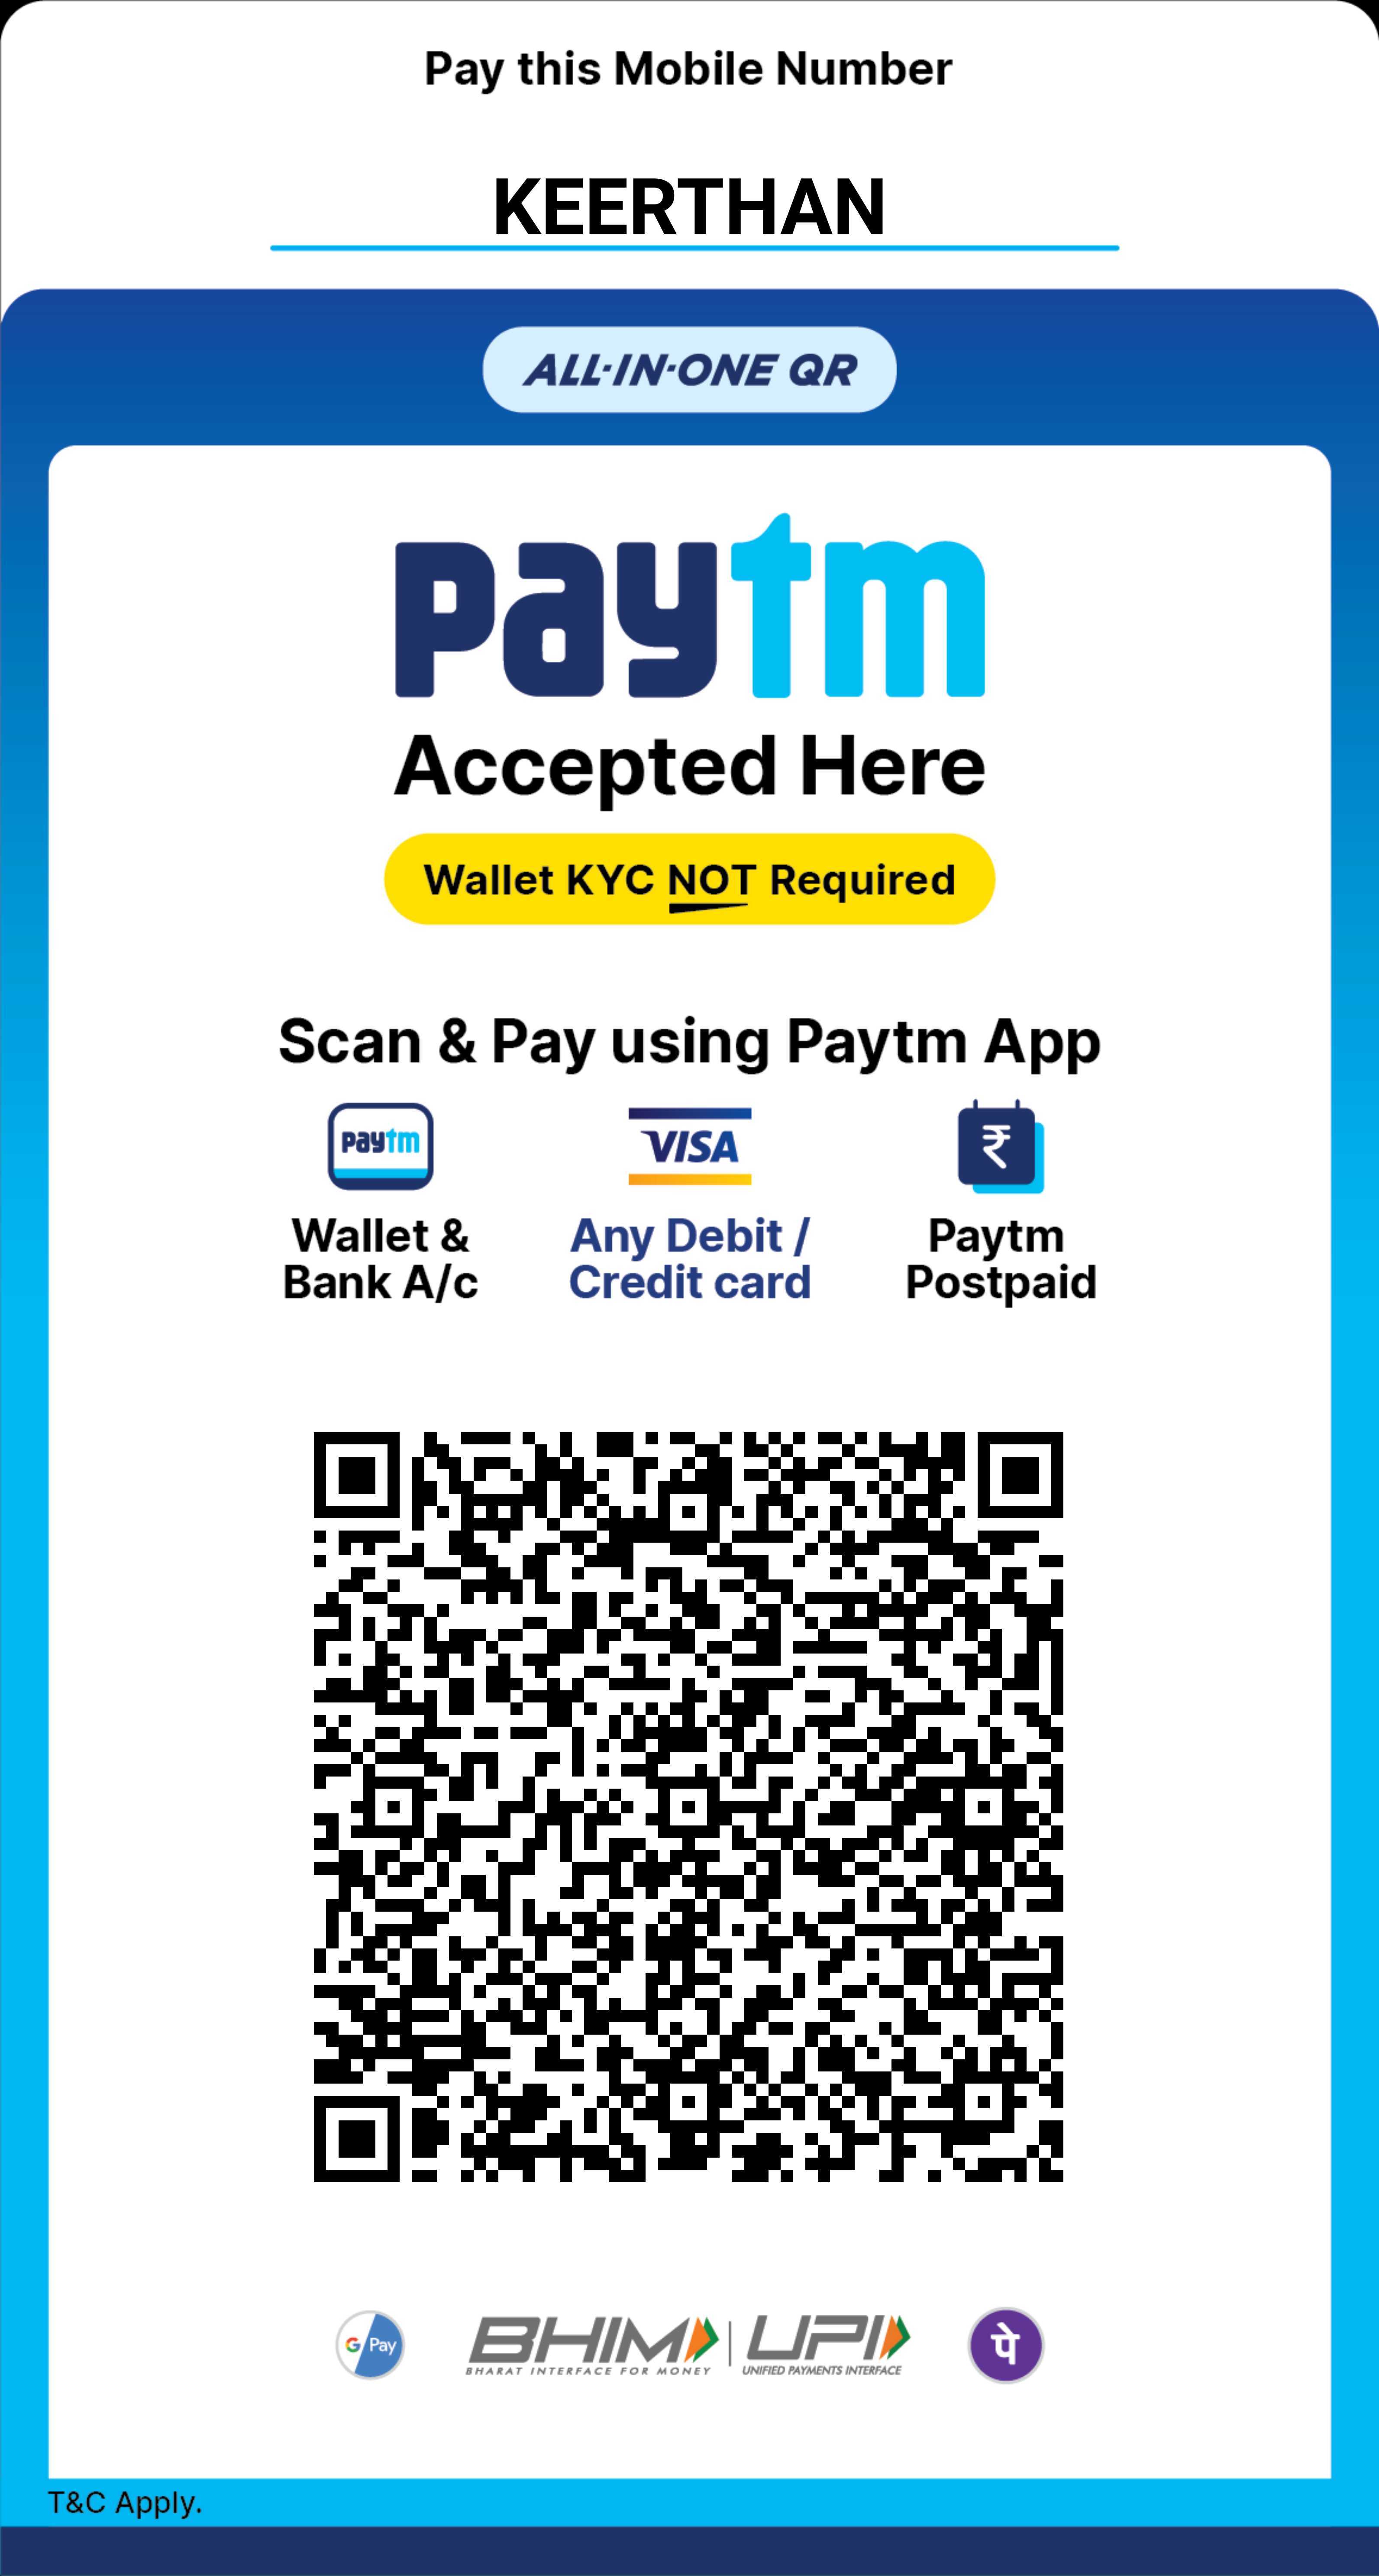 Pay this Mobile Number
KEERTHAN
ALL-IN-ONE QR
paytm
Accepted Here
Wallet KYC NOT Required
Scan & Pay using Paytm App
paytm
VISA
₹
Wallet &
Bank A/c
Any Debit /
Credit card
Paytm
Postpaid
G Pay
BHIM
BHARAT INTERFACE FOR MONEY
UPI
UNIFIED PAYMENTS INTERFACE
पे
T&C Apply.